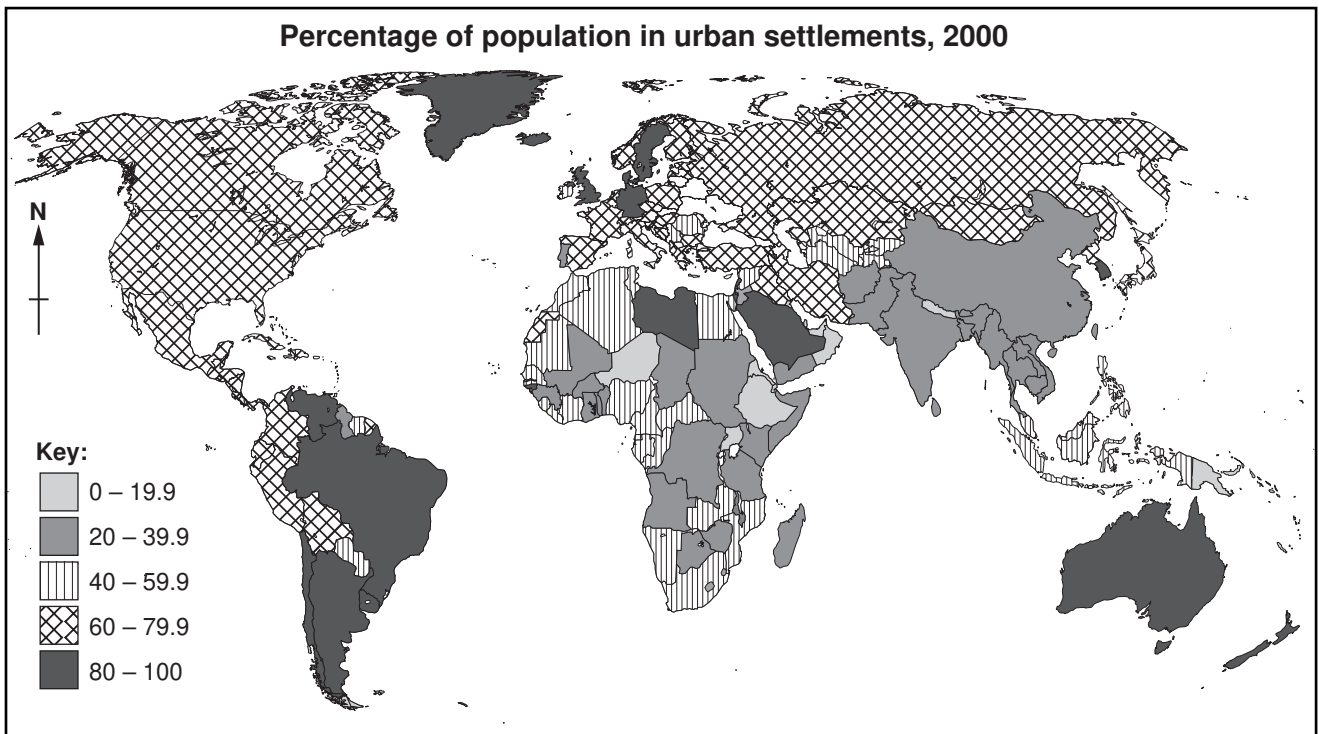 Percentage of population in urban settlements, 2000
N
Key:
0 – 19.9
20 – 39.9
40 – 59.9
60 – 79.9
80 – 100